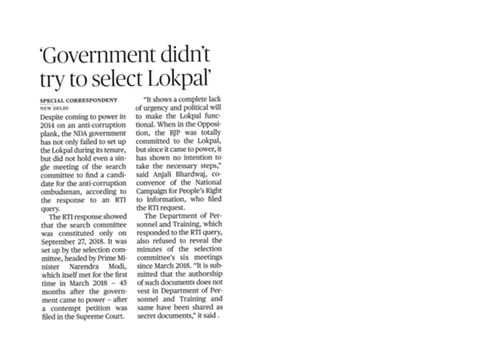 ‘Government didn’t
try to select Lokpal’
SPECIAL CORRESPONDENT
NEW DELHI
Despite coming to power in
2014 on an anti-corruption
plank, the NDA government
has not only failed to set up
the Lokpal during its tenure,
but did not hold even a sin-
gle meeting of the search
committee to find a candi-
date for the anti-corruption
ombudsman, according to
the response to an RTI
query.
The RTI response showed
that the search committee
was constituted only on
September 27, 2018. It was
set up by the selection com-
mittee, headed by Prime Mi-
nister Narendra Modi,
which itself met for the first
time in March 2018 – 45
months after the govern-
ment came to power – after
a contempt petition was
filed in the Supreme Court.
“It shows a complete lack
of urgency and political will
to make the Lokpal func-
tional. When in the Opposi-
tion, the BJP was totally
committed to the Lokpal,
but since it came to power, it
has shown no intention to
take the necessary steps,”
said Anjali Bhardwaj, co-
convenor of the National
Campaign for People’s Right
to Information, who filed
the RTI request.
The Department of Per-
sonnel and Training, which
responded to the RTI query,
also refused to reveal the
minutes of the selection
committee’s six meetings
since March 2018. “It is sub-
mitted that the authorship
of such documents does not
vest in Department of Per-
sonnel and Training and
same have been shared as
secret documents,” it said .